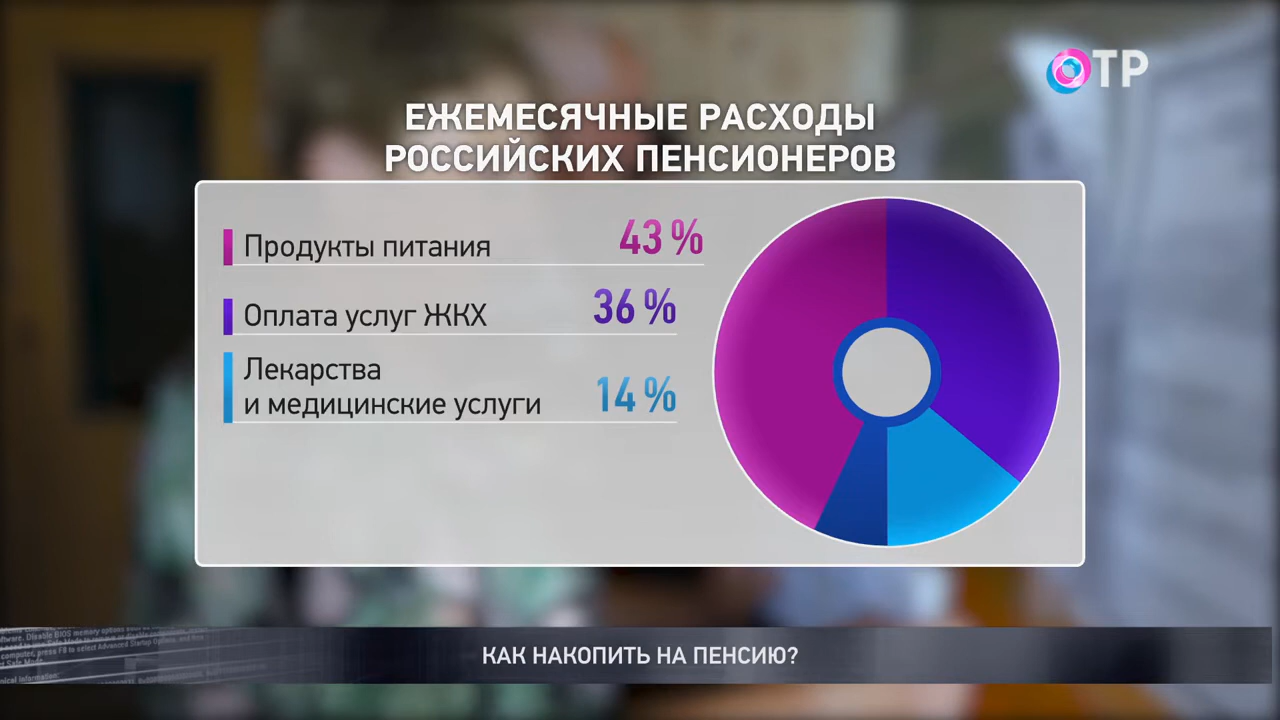 ОТР
ЕЖЕМЕСЯЧНЫЕ РАСХОДЫ
РОССИЙСКИХ ПЕНСИОНЕРОВ
Продукты питания 43 %
Оплата услуг ЖКХ 36 %
Лекарства
и медицинские услуги 14 %
КАК НАКОПИТЬ НА ПЕНСИЮ?